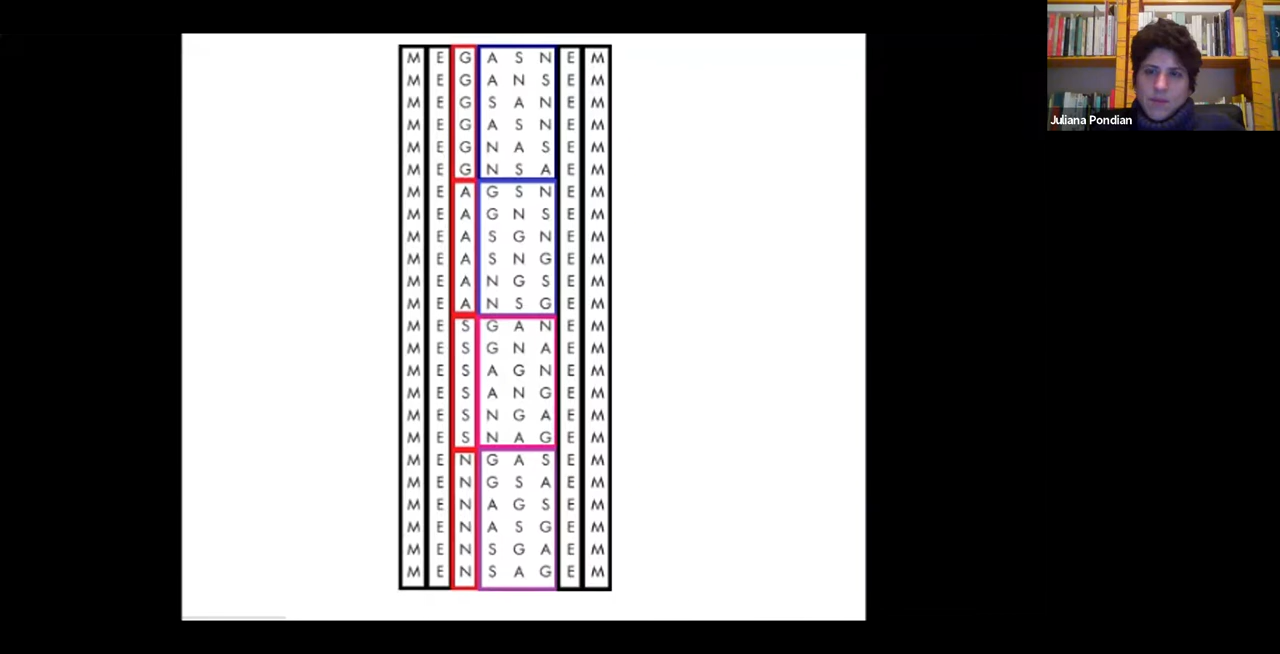 M E G A S N E M
M E G A N S E M
M E G S A N E M
M E G A S N E M
M E G N A S E M
M E G N S A E M
M E A G S N E M
M E A G N S E M
M E A S G N E M
M E A S N G E M
M E A N G S E M
M E A N S G E M
M E S G A N E M
M E S G N A E M
M E S A G N E M
M E S A N G E M
M E S N G A E M
M E S N A G E M
M E N G A S E M
M E N G S A E M
M E N A G S E M
M E N A S G E M
M E N S G A E M
M E N S A G E M
Juliana Pondian